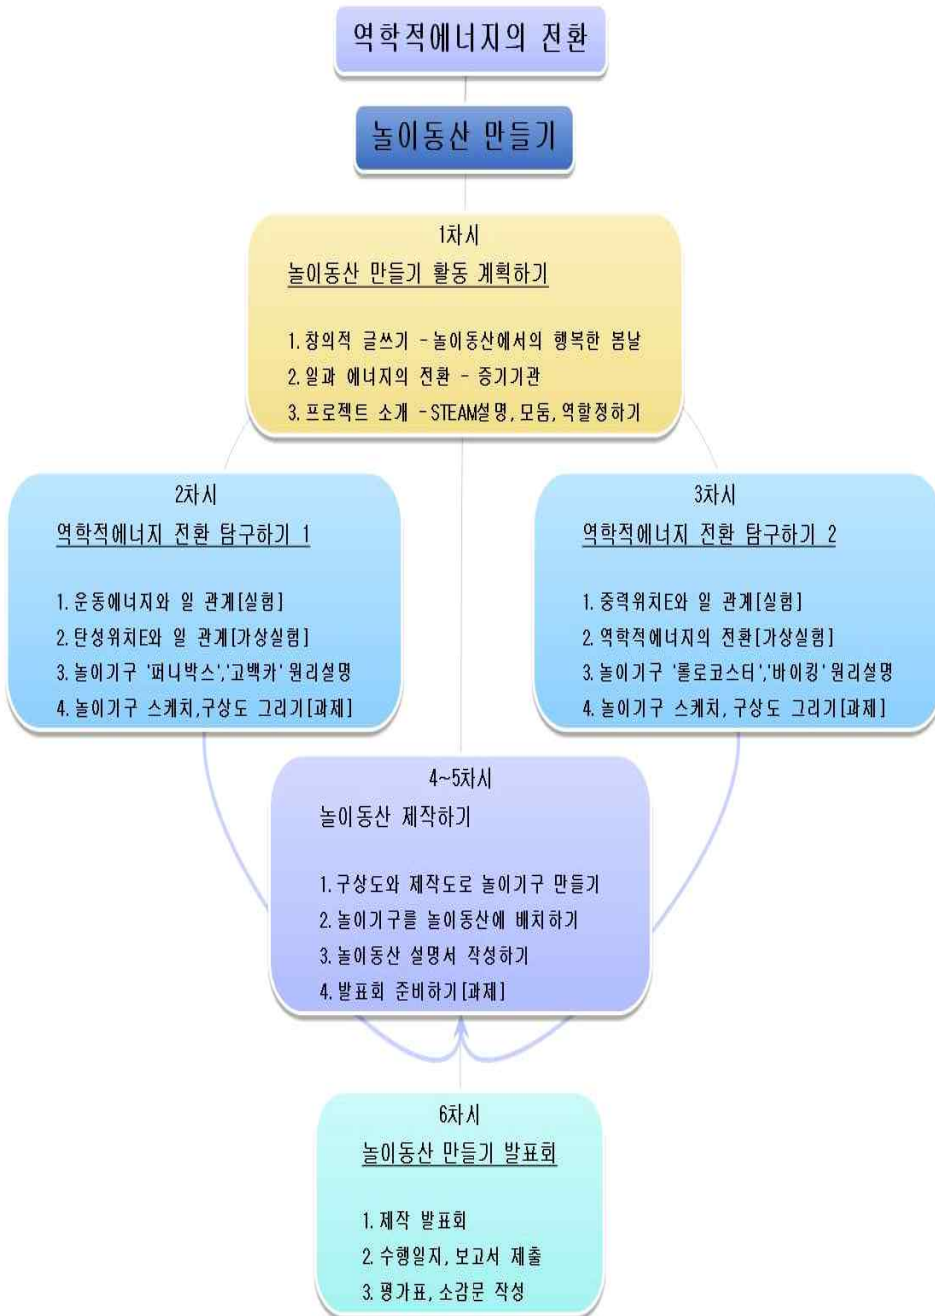 역학적에너지의 전환
놀이동산 만들기
1차시
놀이동산 만들기 활동 계획하기
1. 창의적 글쓰기 - 놀이동산에서의 행복한 봄날
2. 일과 에너지의 전환 - 증기기관
3. 프로젝트 소개 - STEAM설명, 모둠, 역할정하기
2차시
역학적에너지 전환 탐구하기 1
1. 운동에너지와 일 관계[실험]
2. 탄성위치E와 일 관계[가상실험]
3. 놀이기구 '퍼니박스','고백카' 원리설명
4. 놀이기구 스케치,구상도 그리기[과제]
3차시
역학적에너지 전환 탐구하기 2
1. 중력위치E와 일 관계[실험]
2. 역학적에너지의 전환[가상실험]
3. 놀이기구 '롤로코스터','바이킹' 원리설명
4. 놀이기구 스케치, 구상도 그리기[과제]
4~5차시
놀이동산 제작하기
1. 구상도와 제작도로 놀이기구 만들기
2. 놀이기구를 놀이동산에 배치하기
3. 놀이동산 설명서 작성하기
4. 발표회 준비하기[과제]
6차시
놀이동산 만들기 발표회
1. 제작 발표회
2. 수행일지, 보고서 제출
3. 평가표, 소감문 작성